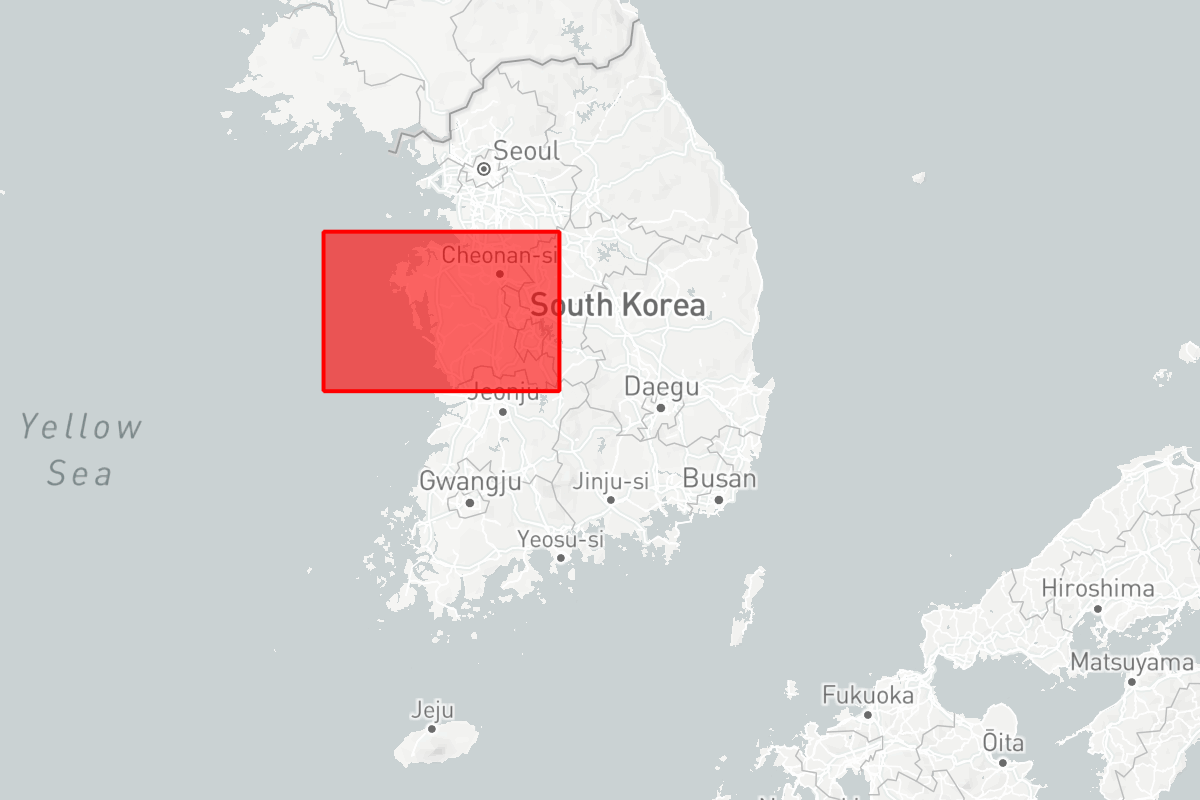 Seoul
Cheonan-si
South Korea
Jeonju
Daegu
Yellow
Sea
Gwangju
Jinju-si
Busan
Yeosu-si
Hiroshima
Matsuyama
Fukuoka
Jeju
Ōita